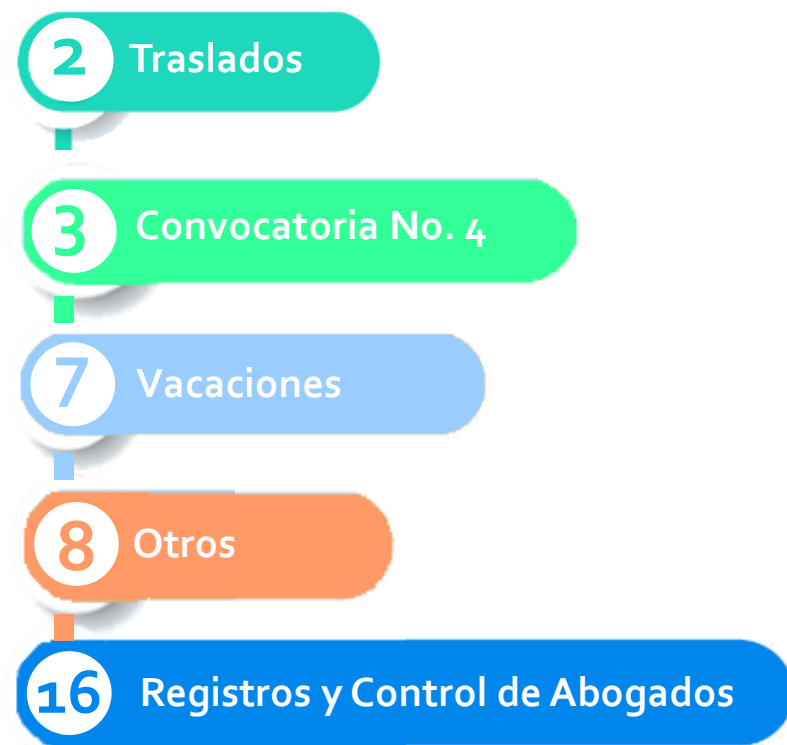 2 Traslados
3 Convocatoria No. 4
7 Vacaciones
8 Otros
16 Registros y Control de Abogados